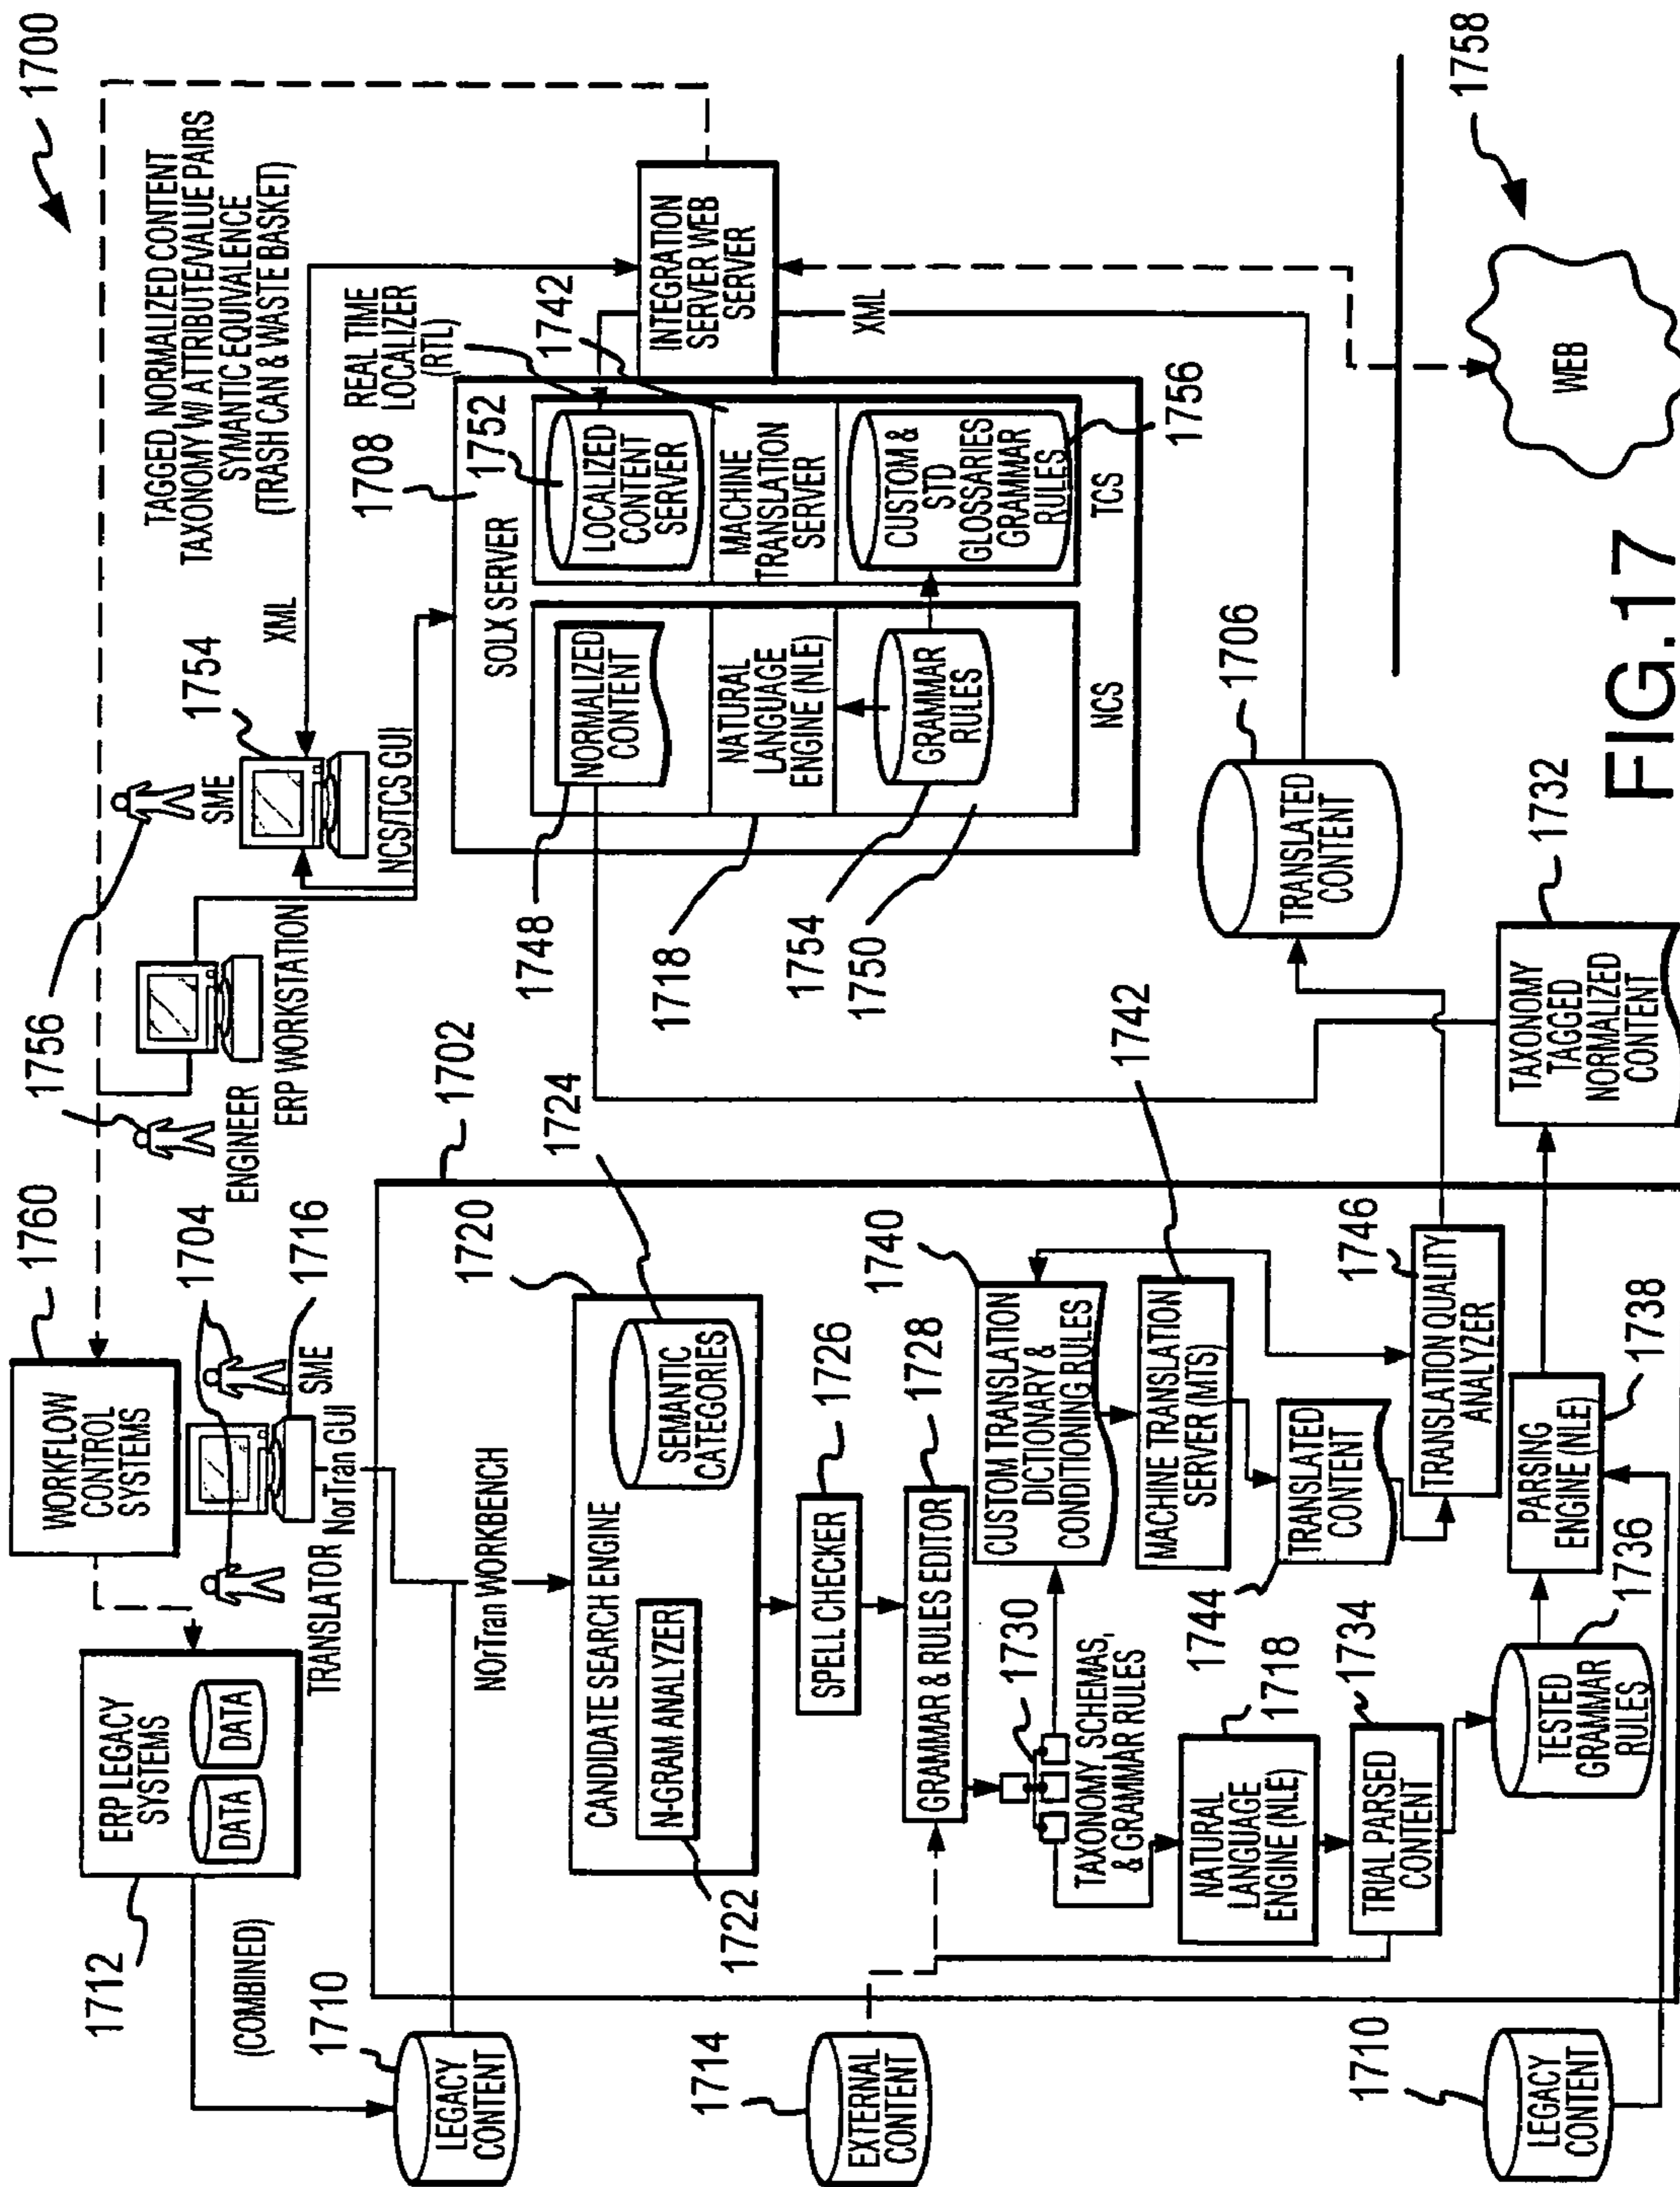 1700
1760
WORKFLOW
CONTROL
SYSTEMS
1704
1716
SME
TRANSLATOR
NorTran GUI
1712
ERP LEGACY
SYSTEMS
DATA
DATA
(COMBINED)
1710
LEGACY
CONTENT
1714
EXTERNAL
CONTENT
1710
LEGACY
CONTENT
1756
ENGINEER
ERP WORKSTATION
SME
1754
NCS/TCS GUI
XML
TAGGED NORMALIZED CONTENT
TAXONOMY W/ ATTRIBUTE/VALUE PAIRS
SYMANTIC EQUIVALENCE
(TRASH CAN & WASTE BASKET)
1702
NOrTran WORKBENCH
1720
1724
CANDIDATE SEARCH ENGINE
N-GRAM ANALYZER
1722
SEMANTIC
CATEGORIES
SPELL CHECKER
1726
GRAMMAR & RULES EDITOR
1728
1730
TAXONOMY SCHEMAS,
& GRAMMAR RULES
1740
CUSTOM TRANSLATION
DICTIONARY &
CONDITIONING RULES
1742
MACHINE TRANSLATION
SERVER (MTS)
1744
TRANSLATED
CONTENT
1746
TRANSLATION QUALITY
ANALYZER
1718
NATURAL
LANGUAGE
ENGINE (NLE)
1734
TRIAL PARSED
CONTENT
1736
TESTED
GRAMMAR
RULES
1738
PARSING
ENGINE (NLE)
1732
TAXONOMY
TAGGED
NORMALIZED
CONTENT
1706
TRANSLATED
CONTENT
1708
SOLX SERVER
1748
NORMALIZED
CONTENT
1718
NATURAL
LANGUAGE
ENGINE (NLE)
1754
GRAMMAR
RULES
1750
NCS
1752
LOCALIZED
CONTENT
SERVER
REAL TIME
LOCALIZER
(RTL)
1742
MACHINE
TRANSLATION
SERVER
CUSTOM &
STD
GLOSSARIES
GRAMMAR
RULES
1756
TCS
INTEGRATION
SERVER WEB
SERVER
XML
WEB
1758
FIG.17